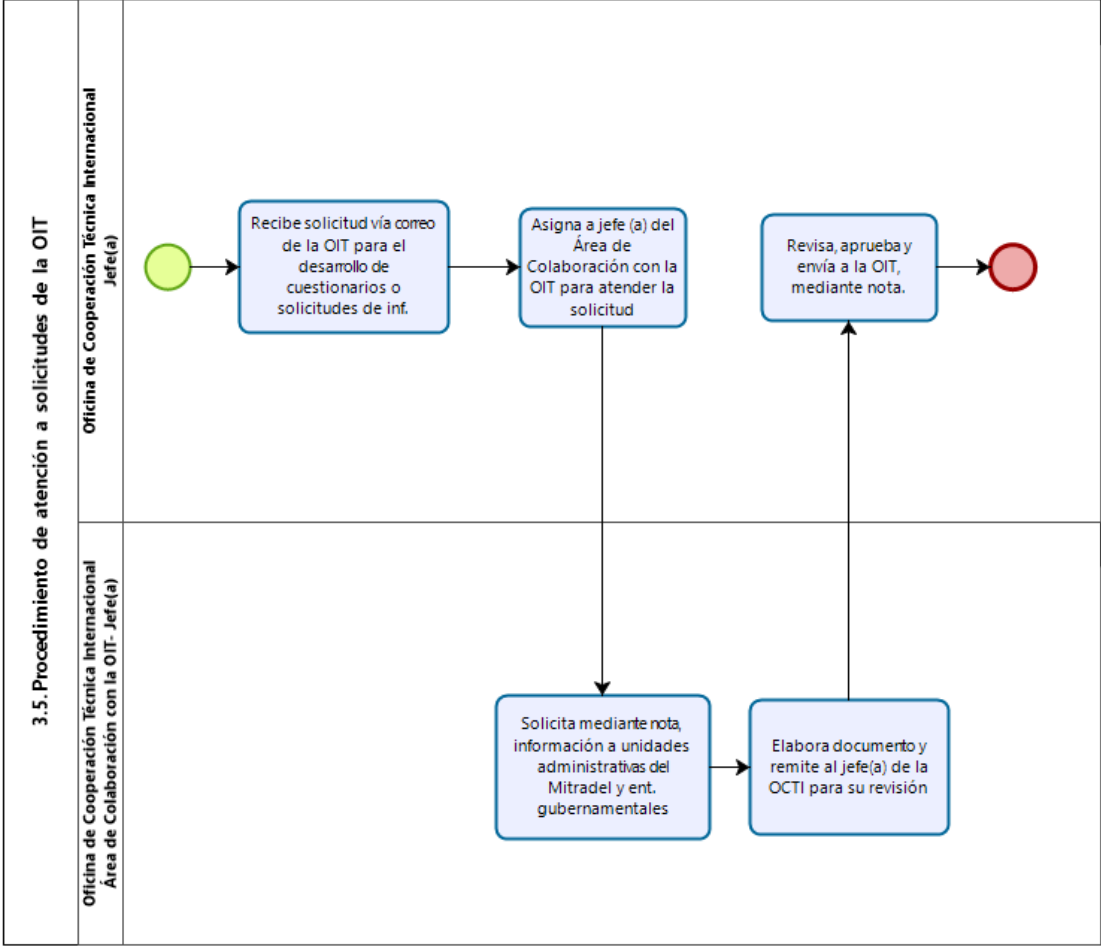 3.5. Procedimiento de atención a solicitudes de la OIT
Oficina de Cooperación Técnica Internacional
Jefe(a)
Recibe solicitud vía correo
de la OIT para el
desarrollo de
cuestionarios o
solicitudes de inf.
Asigna a jefe (a) del
Área de
Colaboración con la
OIT para atender la
solicitud
Revisa, aprueba y
envía a la OIT,
mediante nota.
Oficina de Cooperación Técnica Internacional
Área de Colaboración con la OIT- Jefe(a)
Solicita mediante nota,
información a unidades
administrativas del
Mitradel y ent.
gubernamentales
Elabora documento y
remite al jefe(a) de la
OCTI para su revisión